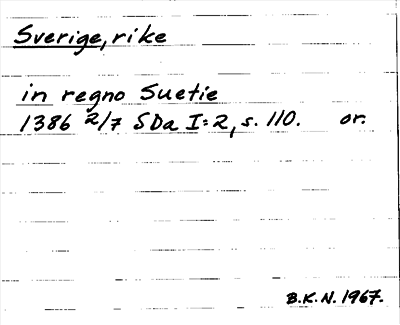 Sverige, rike
in regno Suetie
1386 2/7 SDa I:2, s. 110. or.
B.K.N. 1967.